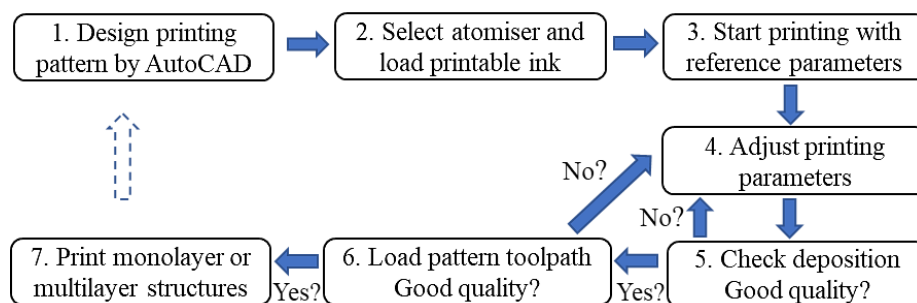 1. Design printing
pattern by AutoCAD
2. Select atomiser and
load printable ink
3. Start printing with
reference parameters
4. Adjust printing
parameters
No?
No?
5. Check deposition
Good quality?
Yes?
6. Load pattern toolpath
Good quality?
Yes?
7. Print monolayer or
multilayer structures